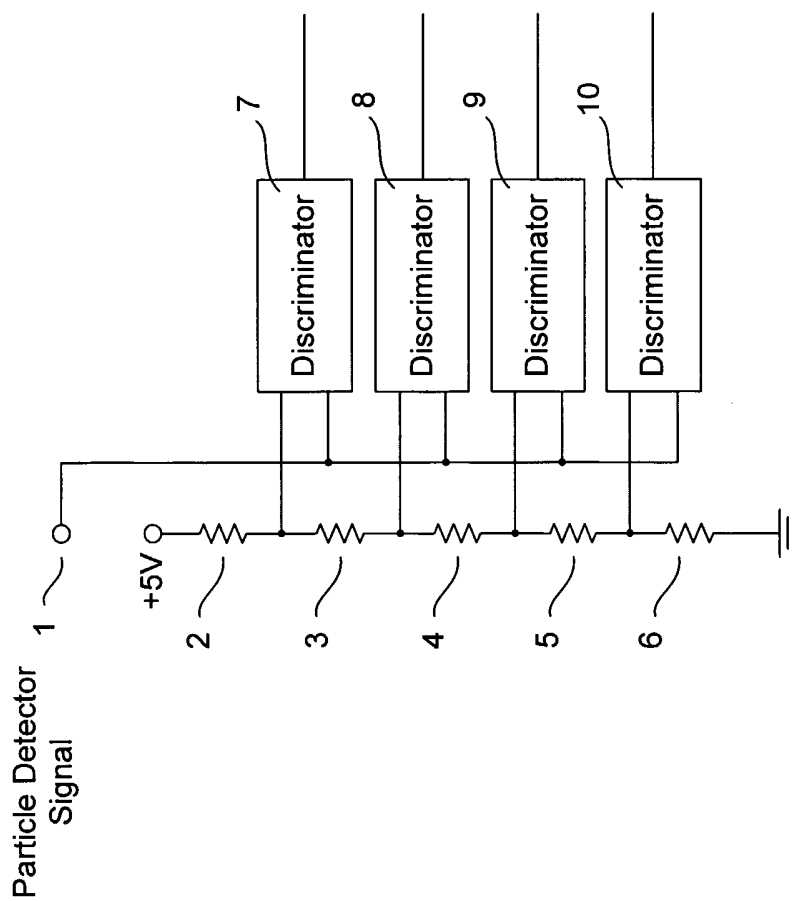 Particle Detector
Signal
1
+5V
2
3
4
5
6
7
Discriminator
8
Discriminator
9
Discriminator
10
Discriminator